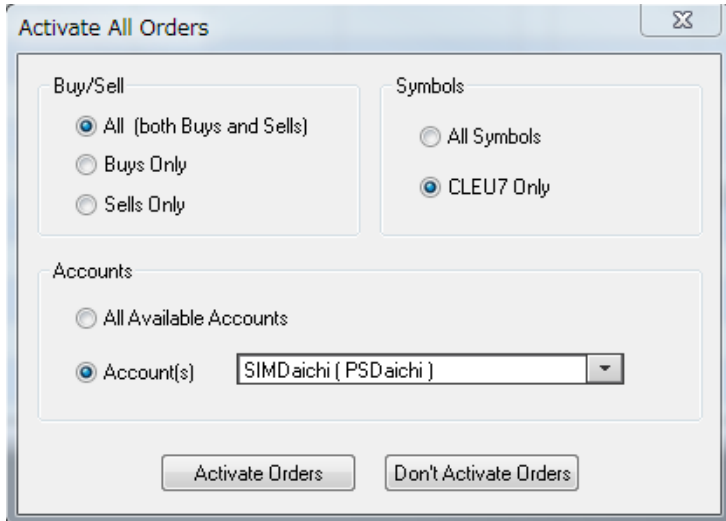 Activate All Orders
Buy/Sell
All (both Buys and Sells)
Buys Only
Sells Only
Symbols
All Symbols
CLEU7 Only
Accounts
All Available Accounts
Account(s)
SIMDaichi ( PSDaichi )
Activate Orders
Don't Activate Orders